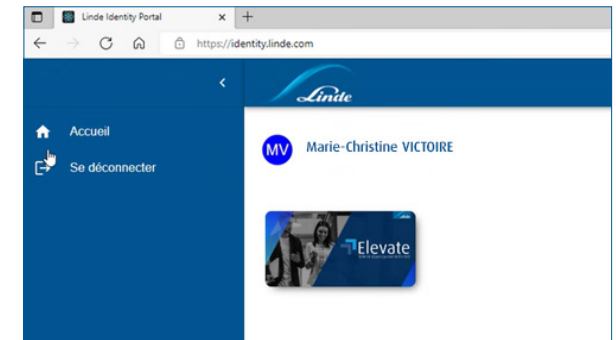 Linde Identity Portal
https://identity.linde.com
Linde
Accueil
Se déconnecter
MV
Marie-Christine VICTOIRE
Elevate